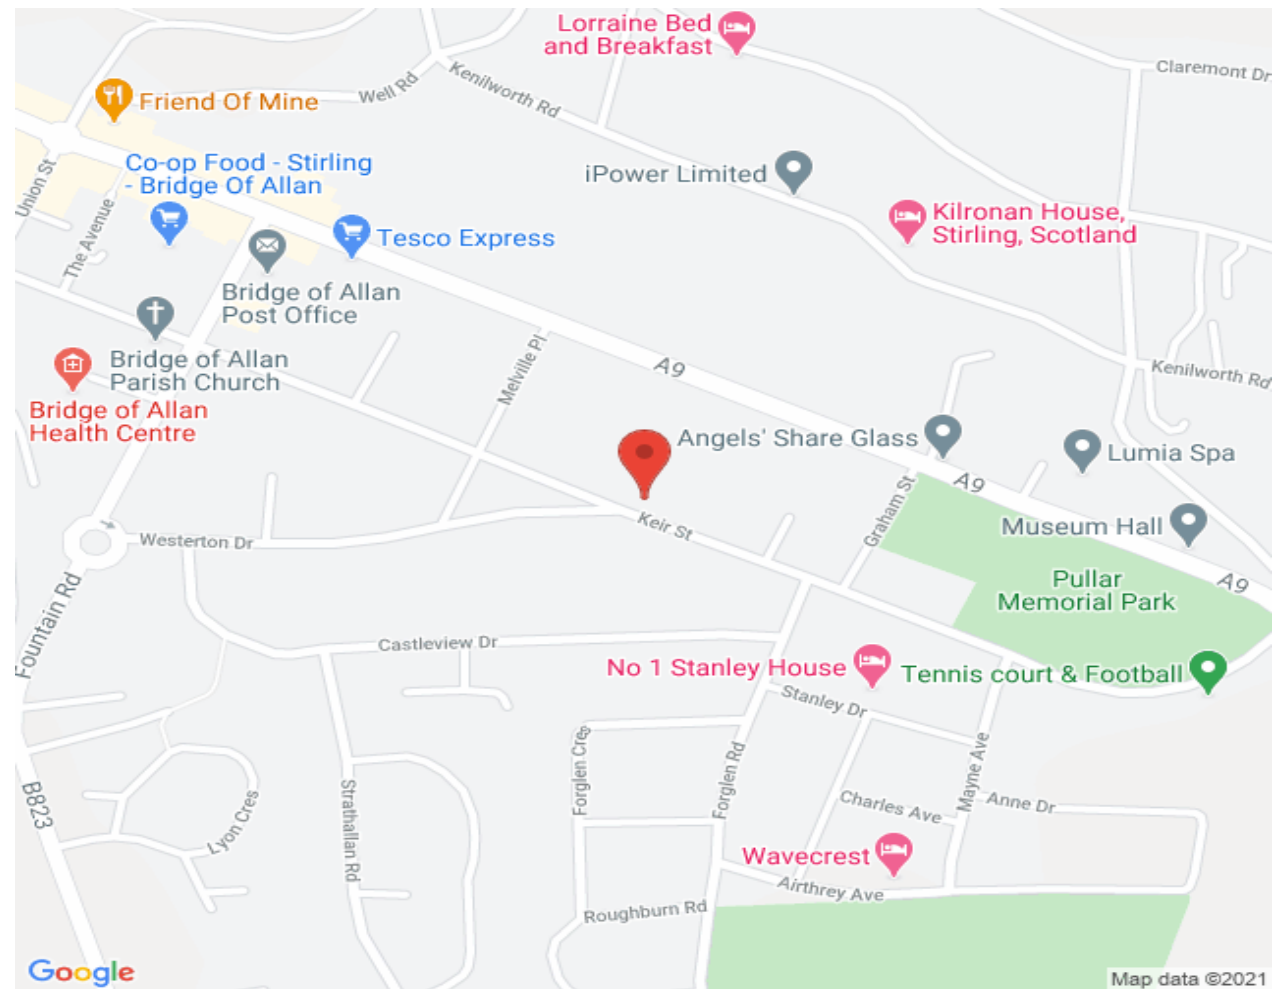 Lorraine Bed
and Breakfast
Claremont Dr
Kenilworth Rd
Well Rd
Friend Of Mine
Co-op Food - Stirling
- Bridge Of Allan
iPower Limited
Union St
The Avenue
Kilronan House,
Stirling, Scotland
Tesco Express
Bridge of Allan
Post Office
Bridge of Allan
Parish Church
Melville Pl
A9
Kenilworth Rd
Bridge of Allan
Health Centre
Angels' Share Glass
Lumia Spa
A9
Graham St
Keir St
Museum Hall
Westerton Dr
A9
Pullar
Memorial Park
Fountain Rd
Castleview Dr
No 1 Stanley House
Tennis court & Football
Stanley Dr
Forglen Cres
Forglen Rd
Mayne Ave
B823
Strathallan Rd
Lyon Cres
Charles Ave
Anne Dr
Wavecrest
Airthrey Ave
Roughburn Rd
Google
Map data ©2021